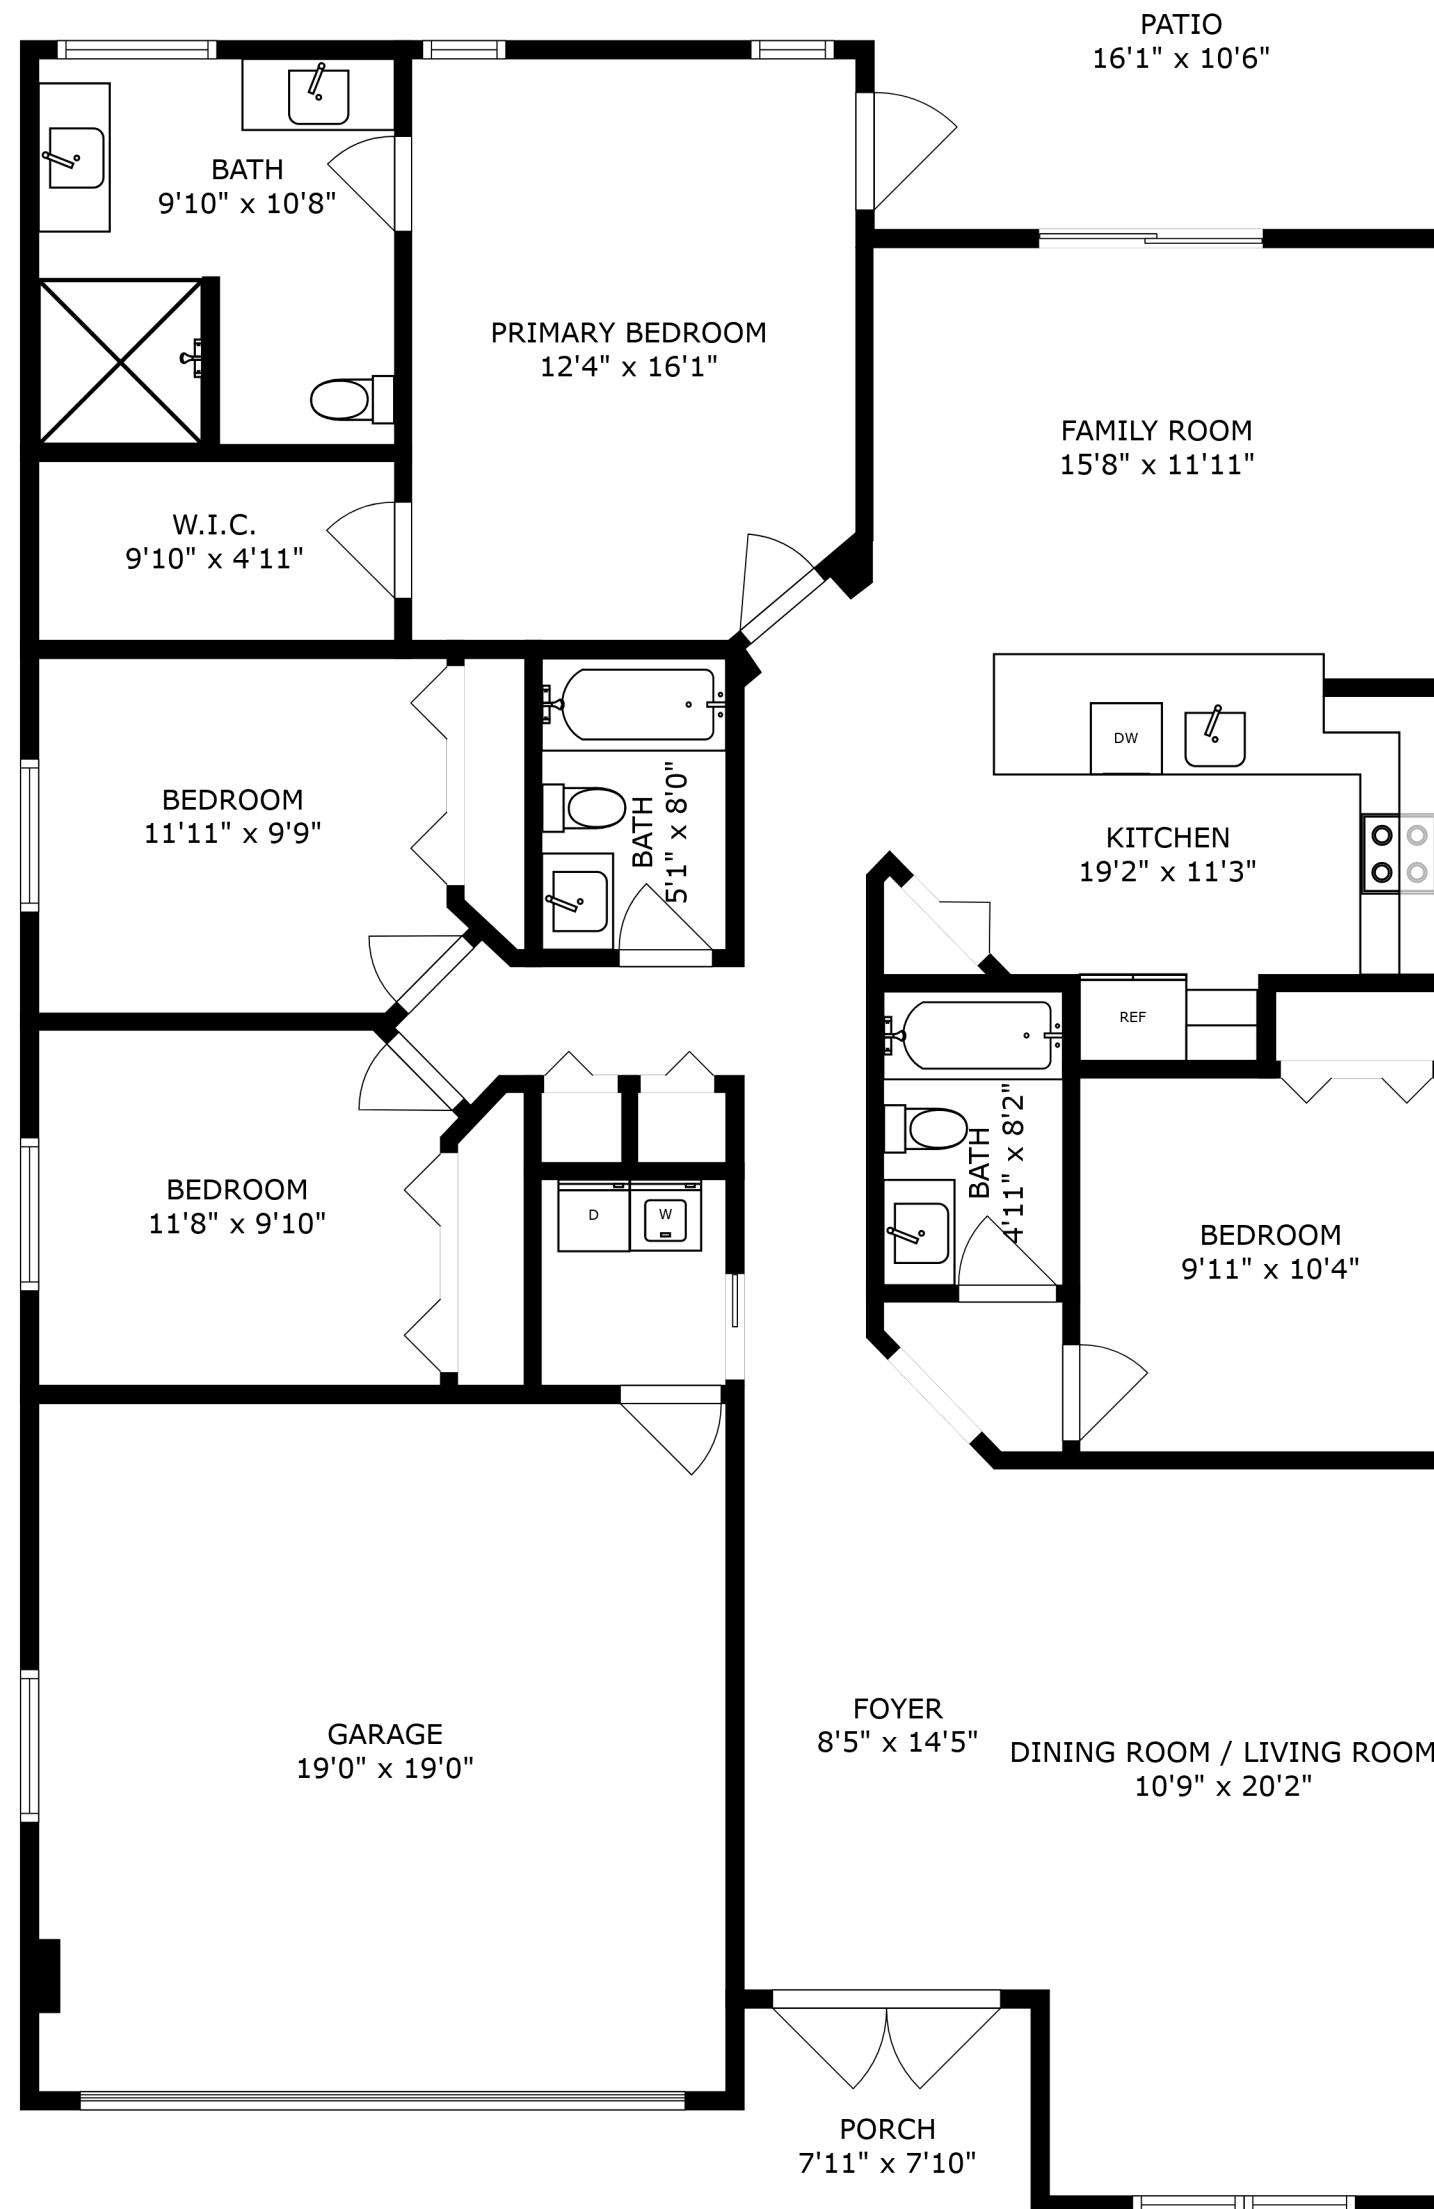 PATIO
16'1" x 10'6"
BATH
9'10" x 10'8"
PRIMARY BEDROOM
12'4" x 16'1"
FAMILY ROOM
15'8" x 11'11"
W.I.C.
9'10" x 4'11"
DW
BEDROOM
11'11" x 9'9"
BATH
5'1" x 8'0"
KITCHEN
19'2" x 11'3"
REF
BATH
4'11" x 8'2"
BEDROOM
11'8" x 9'10"
D
W
BEDROOM
9'11" x 10'4"
FOYER
8'5" x 14'5"
DINING ROOM / LIVING ROOM
10'9" x 20'2"
GARAGE
19'0" x 19'0"
PORCH
7'11" x 7'10"